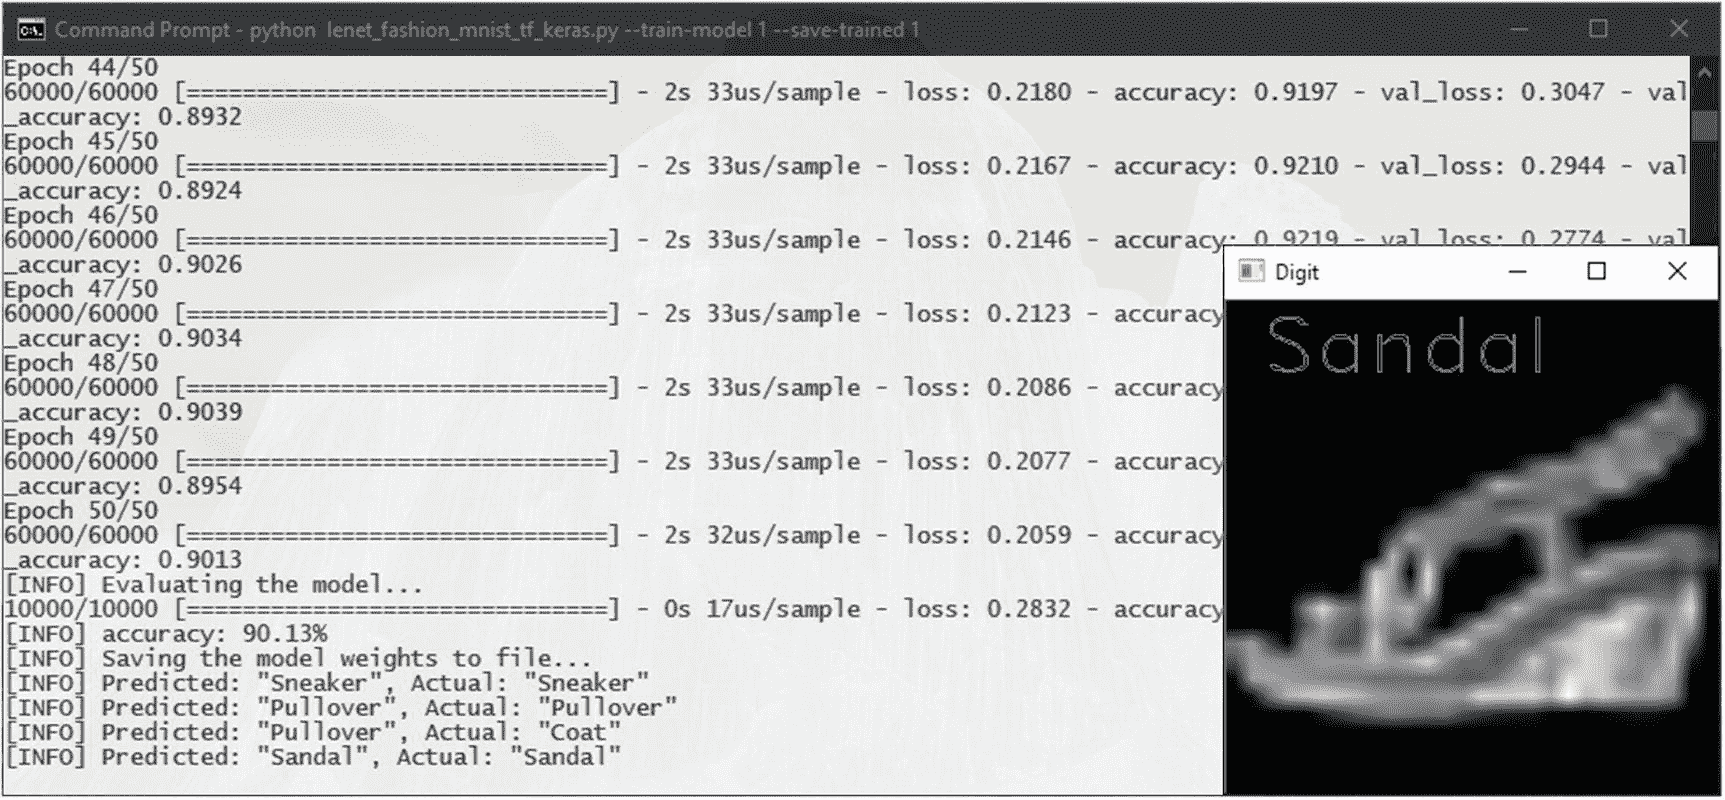 Command Prompt - python  lenet_fashion_mnist_tf_keras.py --train-model 1 --save-trained 1
Epoch 44/50
60000/60000 [==============================] - 2s 33us/sample - loss: 0.2180 - accuracy: 0.9197 - val_loss: 0.3047 - val
_accuracy: 0.8932
Epoch 45/50
60000/60000 [==============================] - 2s 33us/sample - loss: 0.2167 - accuracy: 0.9210 - val_loss: 0.2944 - val
_accuracy: 0.8924
Epoch 46/50
60000/60000 [==============================] - 2s 33us/sample - loss: 0.2146 - accuracy: 0.9219 - val_loss: 0.2774 - val
_accuracy: 0.9026
Epoch 47/50
60000/60000 [==============================] - 2s 33us/sample - loss: 0.2123 - accuracy
_accuracy: 0.9034
Epoch 48/50
60000/60000 [==============================] - 2s 33us/sample - loss: 0.2086 - accuracy
_accuracy: 0.9039
Epoch 49/50
60000/60000 [==============================] - 2s 33us/sample - loss: 0.2077 - accuracy
_accuracy: 0.8954
Epoch 50/50
60000/60000 [==============================] - 2s 32us/sample - loss: 0.2059 - accuracy
_accuracy: 0.9013
[INFO] Evaluating the model...
10000/10000 [==============================] - 0s 17us/sample - loss: 0.2832 - accuracy
[INFO] accuracy: 90.13%
[INFO] Saving the model weights to file...
[INFO] Predicted: "Sneaker", Actual: "Sneaker"
[INFO] Predicted: "Pullover", Actual: "Pullover"
[INFO] Predicted: "Pullover", Actual: "Coat"
[INFO] Predicted: "Sandal", Actual: "Sandal"
Digit
Sandal